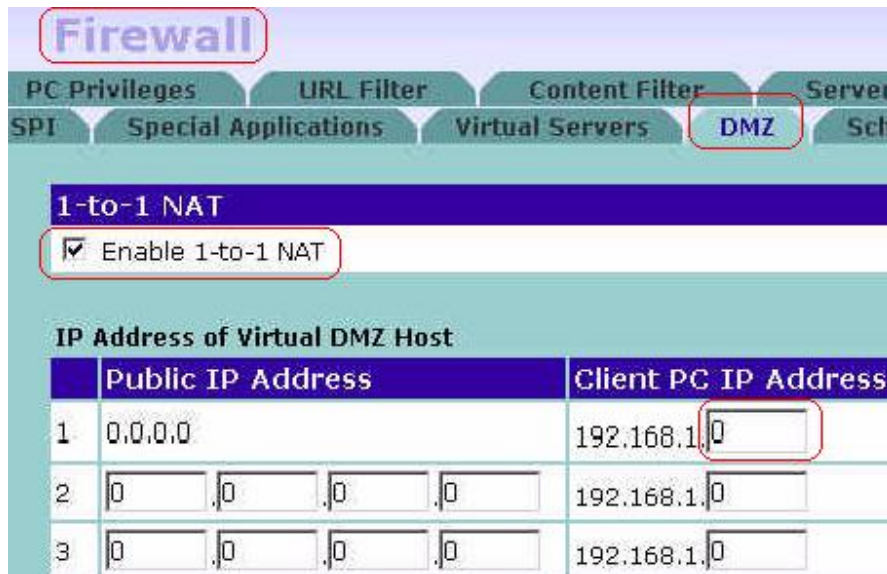 Firewall
PC Privileges URL Filter Content Filter Server
SPI Special Applications Virtual Servers DMZ Sch
1-to-1 NAT
Enable 1-to-1 NAT
IP Address of Virtual DMZ Host
Public IP Address Client PC IP Address
1 0.0.0.0 192.168.1.0
2 0.0.0.0 192.168.1.0
3 0.0.0.0 192.168.1.0